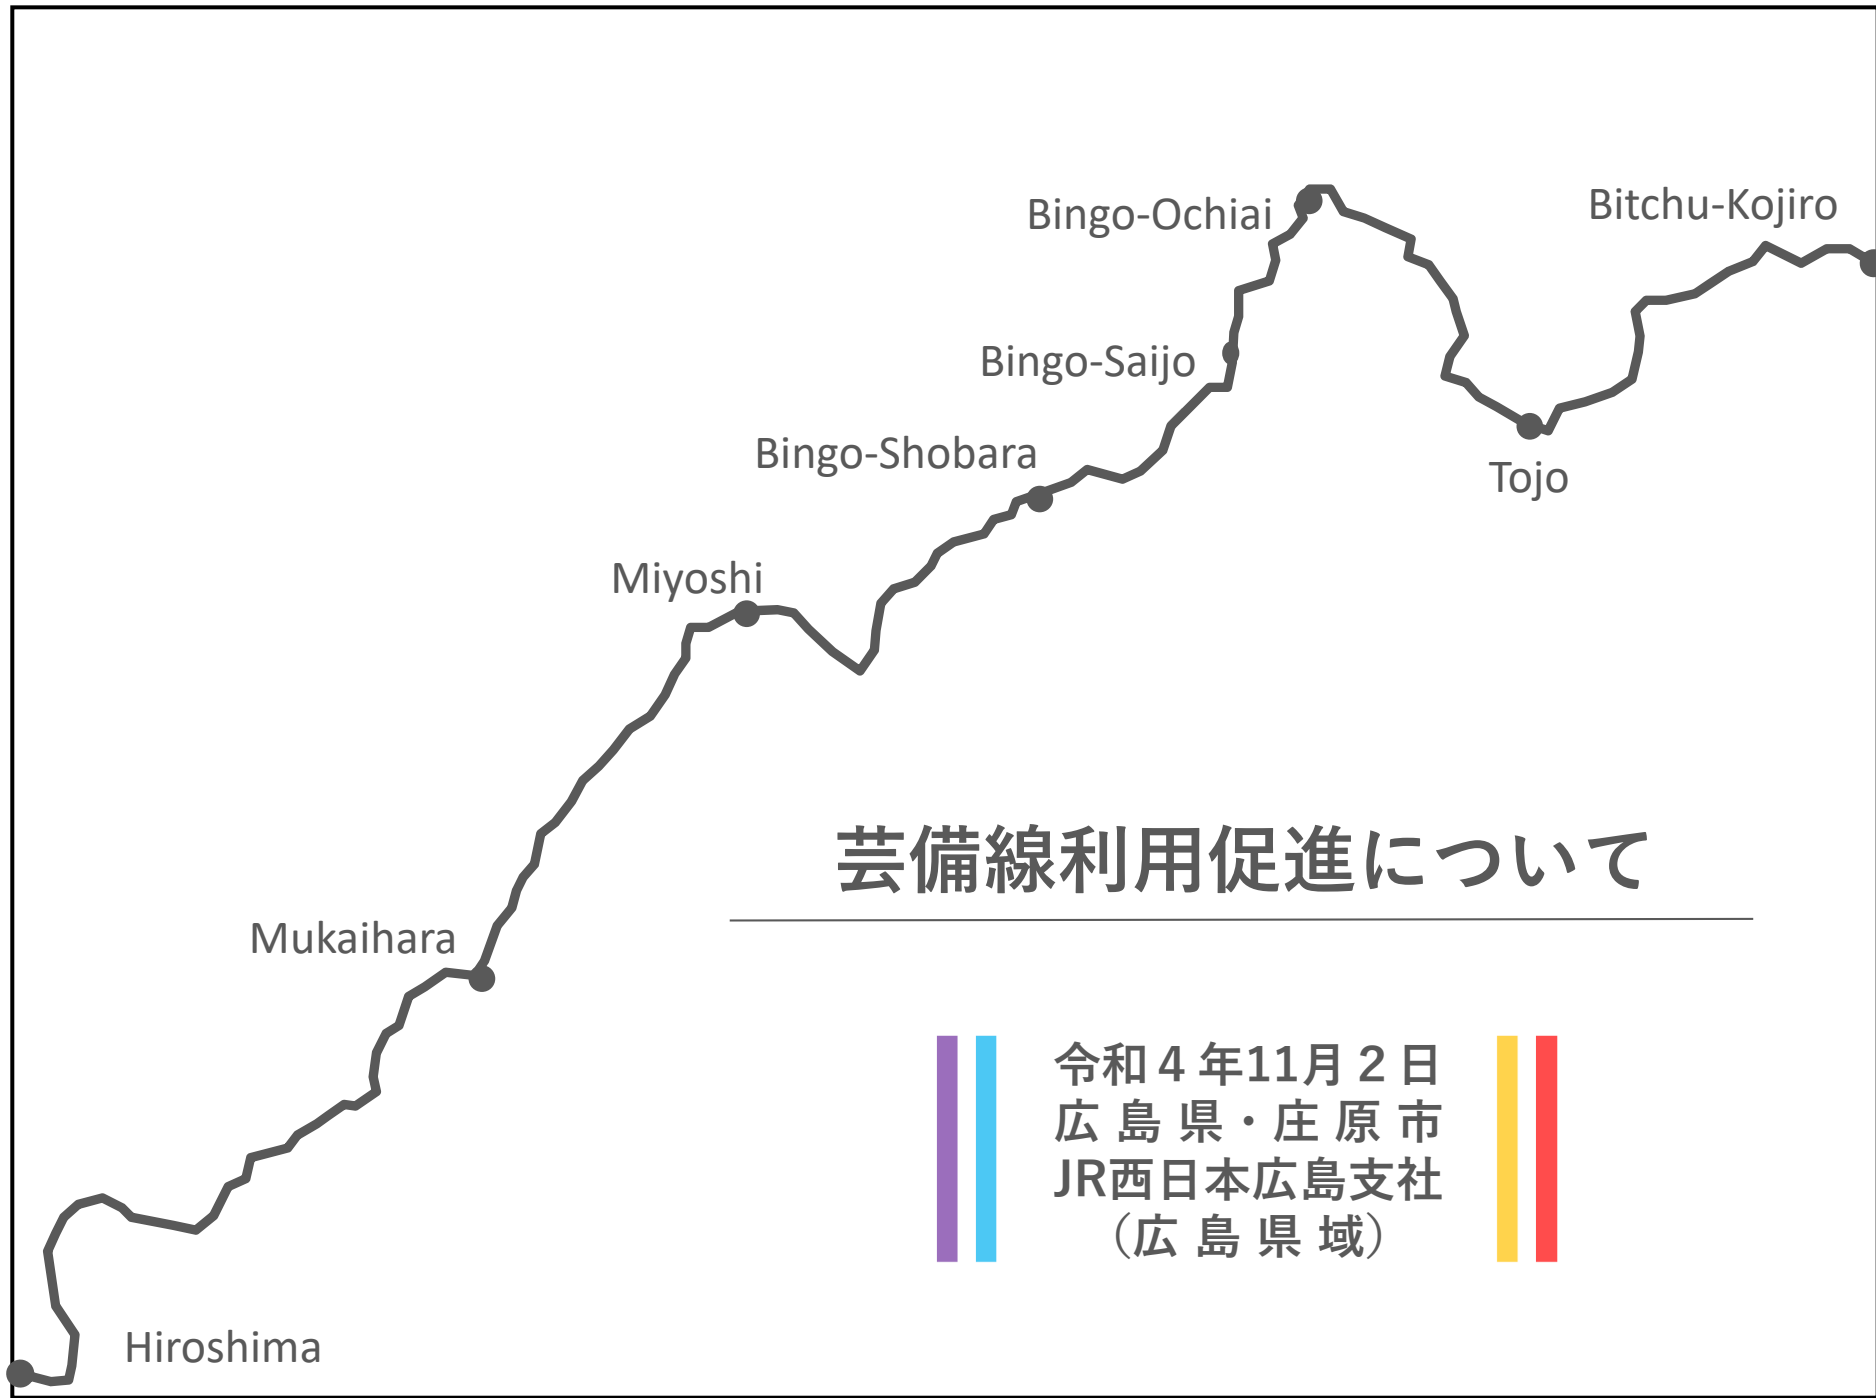 Bingo-Ochiai
Bitchu-Kojiro
Bingo-Saijo
Bingo-Shobara
Tojo
Miyoshi
芸備線利用促進について
Mukaihara
令和４年11月２日
広島県・庄原市
JR西日本広島支社
（広島県域）
Hiroshima